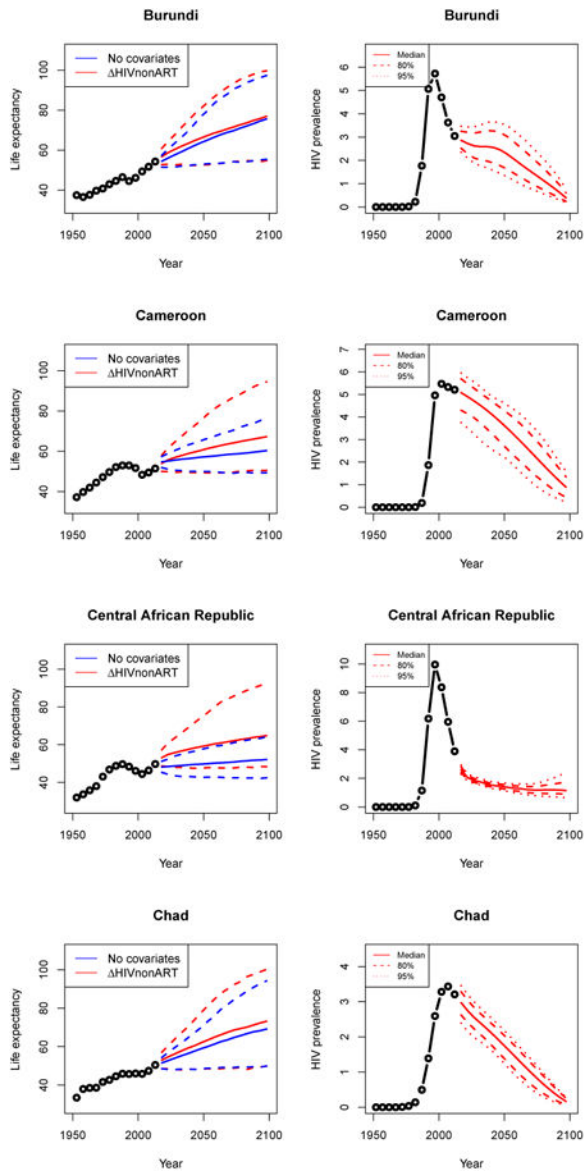 Burundi
Life expectancy
40 60 80 100
No covariates
ΔHIVnonART
1950 2000 2050 2100
Year
Burundi
HIV prevalence
0 1 2 3 4 5 6
Median
80%
95%
1950 2000 2050 2100
Year
Cameroon
Life expectancy
40 60 80 100
No covariates
ΔHIVnonART
1950 2000 2050 2100
Year
Cameroon
HIV prevalence
0 1 2 3 4 5 6 7
Median
80%
95%
1950 2000 2050 2100
Year
Central African Republic
Life expectancy
40 60 80 100
No covariates
ΔHIVnonART
1950 2000 2050 2100
Year
Central African Republic
HIV prevalence
0 2 4 6 8 10
Median
80%
95%
1950 2000 2050 2100
Year
Chad
Life expectancy
40 60 80 100
No covariates
ΔHIVnonART
1950 2000 2050 2100
Year
Chad
HIV prevalence
0 1 2 3 4
Median
80%
95%
1950 2000 2050 2100
Year